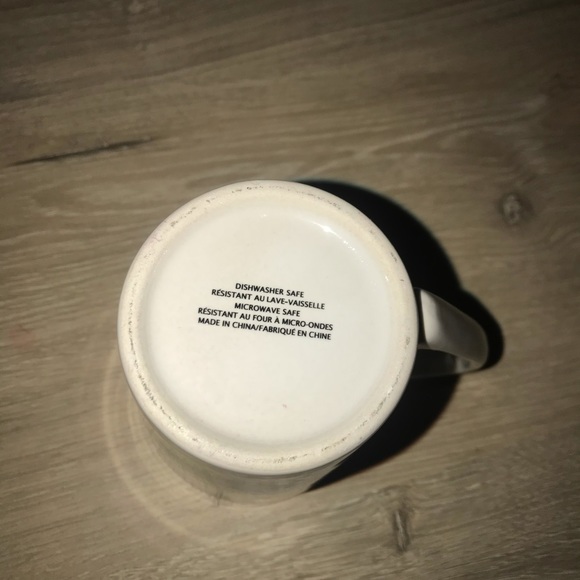 DISHWASHER SAFE
RÉSISTANT AU LAVE-VAISSELLE
MICROWAVE SAFE
RÉSISTANT AU FOUR À MICRO-ONDES
MADE IN CHINA/FABRIQUÉ EN CHINE